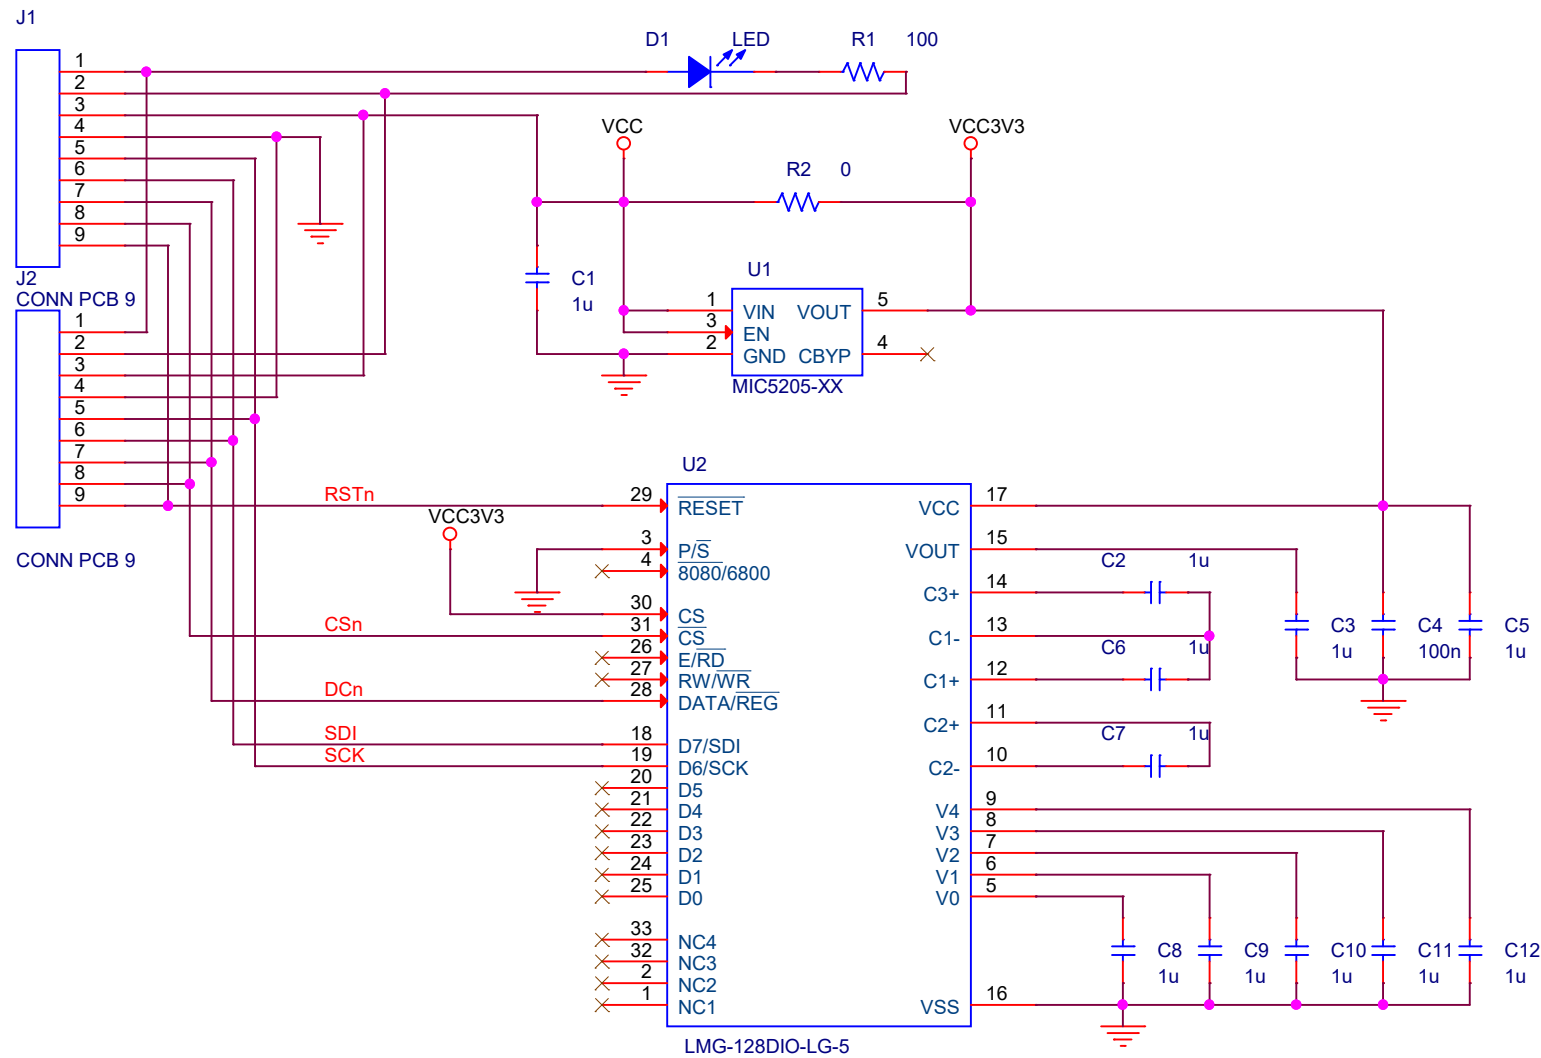 J1
1
2
3
4
5
6
7
8
9
J2
CONN PCB 9
1
2
3
4
5
6
7
8
9
CONN PCB 9
D1 LED R1 100
VCC VCC3V3
R2 0
C1
1u
U1
1 VIN VOUT 5
3 EN
2 GND CBYP 4
MIC5205-XX
U2
RSTn 29 RESET
VCC3V3
3 P/S
4 8080/6800
30 CS
CSn 31 CS
26 E/RD
27 RW/WR
DCn 28 DATA/REG
SDI 18 D7/SDI
SCK 19 D6/SCK
20 D5
21 D4
22 D3
23 D2
24 D1
25 D0
33 NC4
32 NC3
2 NC2
1 NC1
VCC 17
VOUT 15
C3+ 14
C1- 13
C1+ 12
C2+ 11
C2- 10
V4 9
V3 8
V2 7
V1 6
V0 5
VSS 16
LMG-128DIO-LG-5
C2 1u
C6 1u
C7 1u
C3 C4 C5
1u 100n 1u
C8 C9 C10 C11 C12
1u 1u 1u 1u 1u